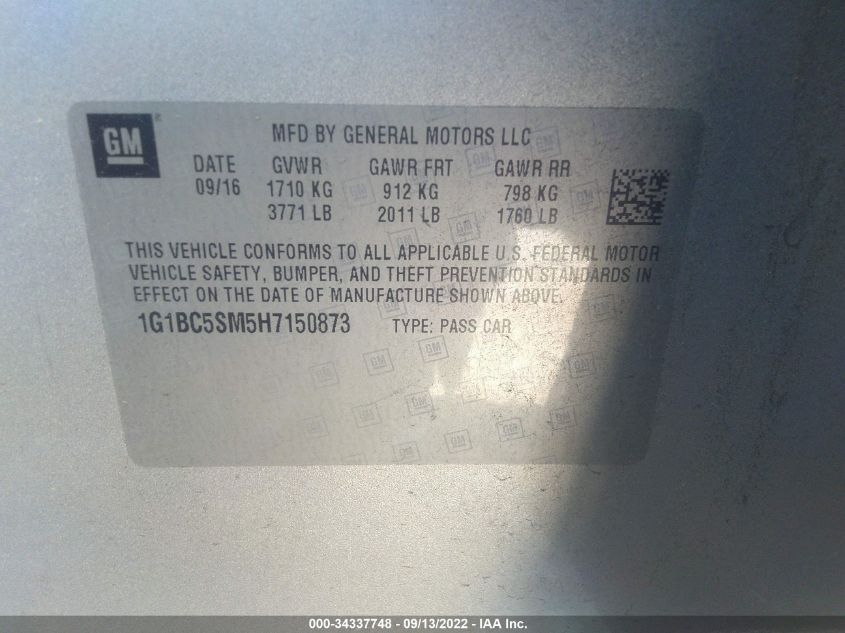 GM
MFD BY GENERAL MOTORS LLC
DATE GVWR GAWR FRT GAWR RR
09/16 1710 KG 912 KG 798 KG
3771 LB 2011 LB 1760 LB
THIS VEHICLE CONFORMS TO ALL APPLICABLE U.S. FEDERAL MOTOR
VEHICLE SAFETY, BUMPER, AND THEFT PREVENTION STANDARDS IN
EFFECT ON THE DATE OF MANUFACTURE SHOWN ABOVE.
1G1BC5SM5H7150873 TYPE: PASS CAR
000-34337748 - 09/13/2022 - IAA Inc.